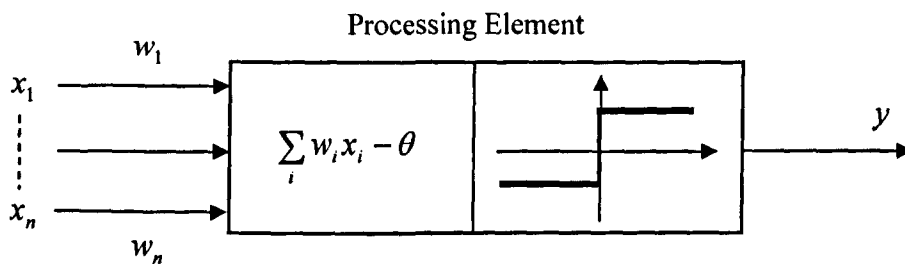 Processing Element
w₁
x₁
∑ᵢ wᵢxᵢ − θ
y
xₙ
wₙ